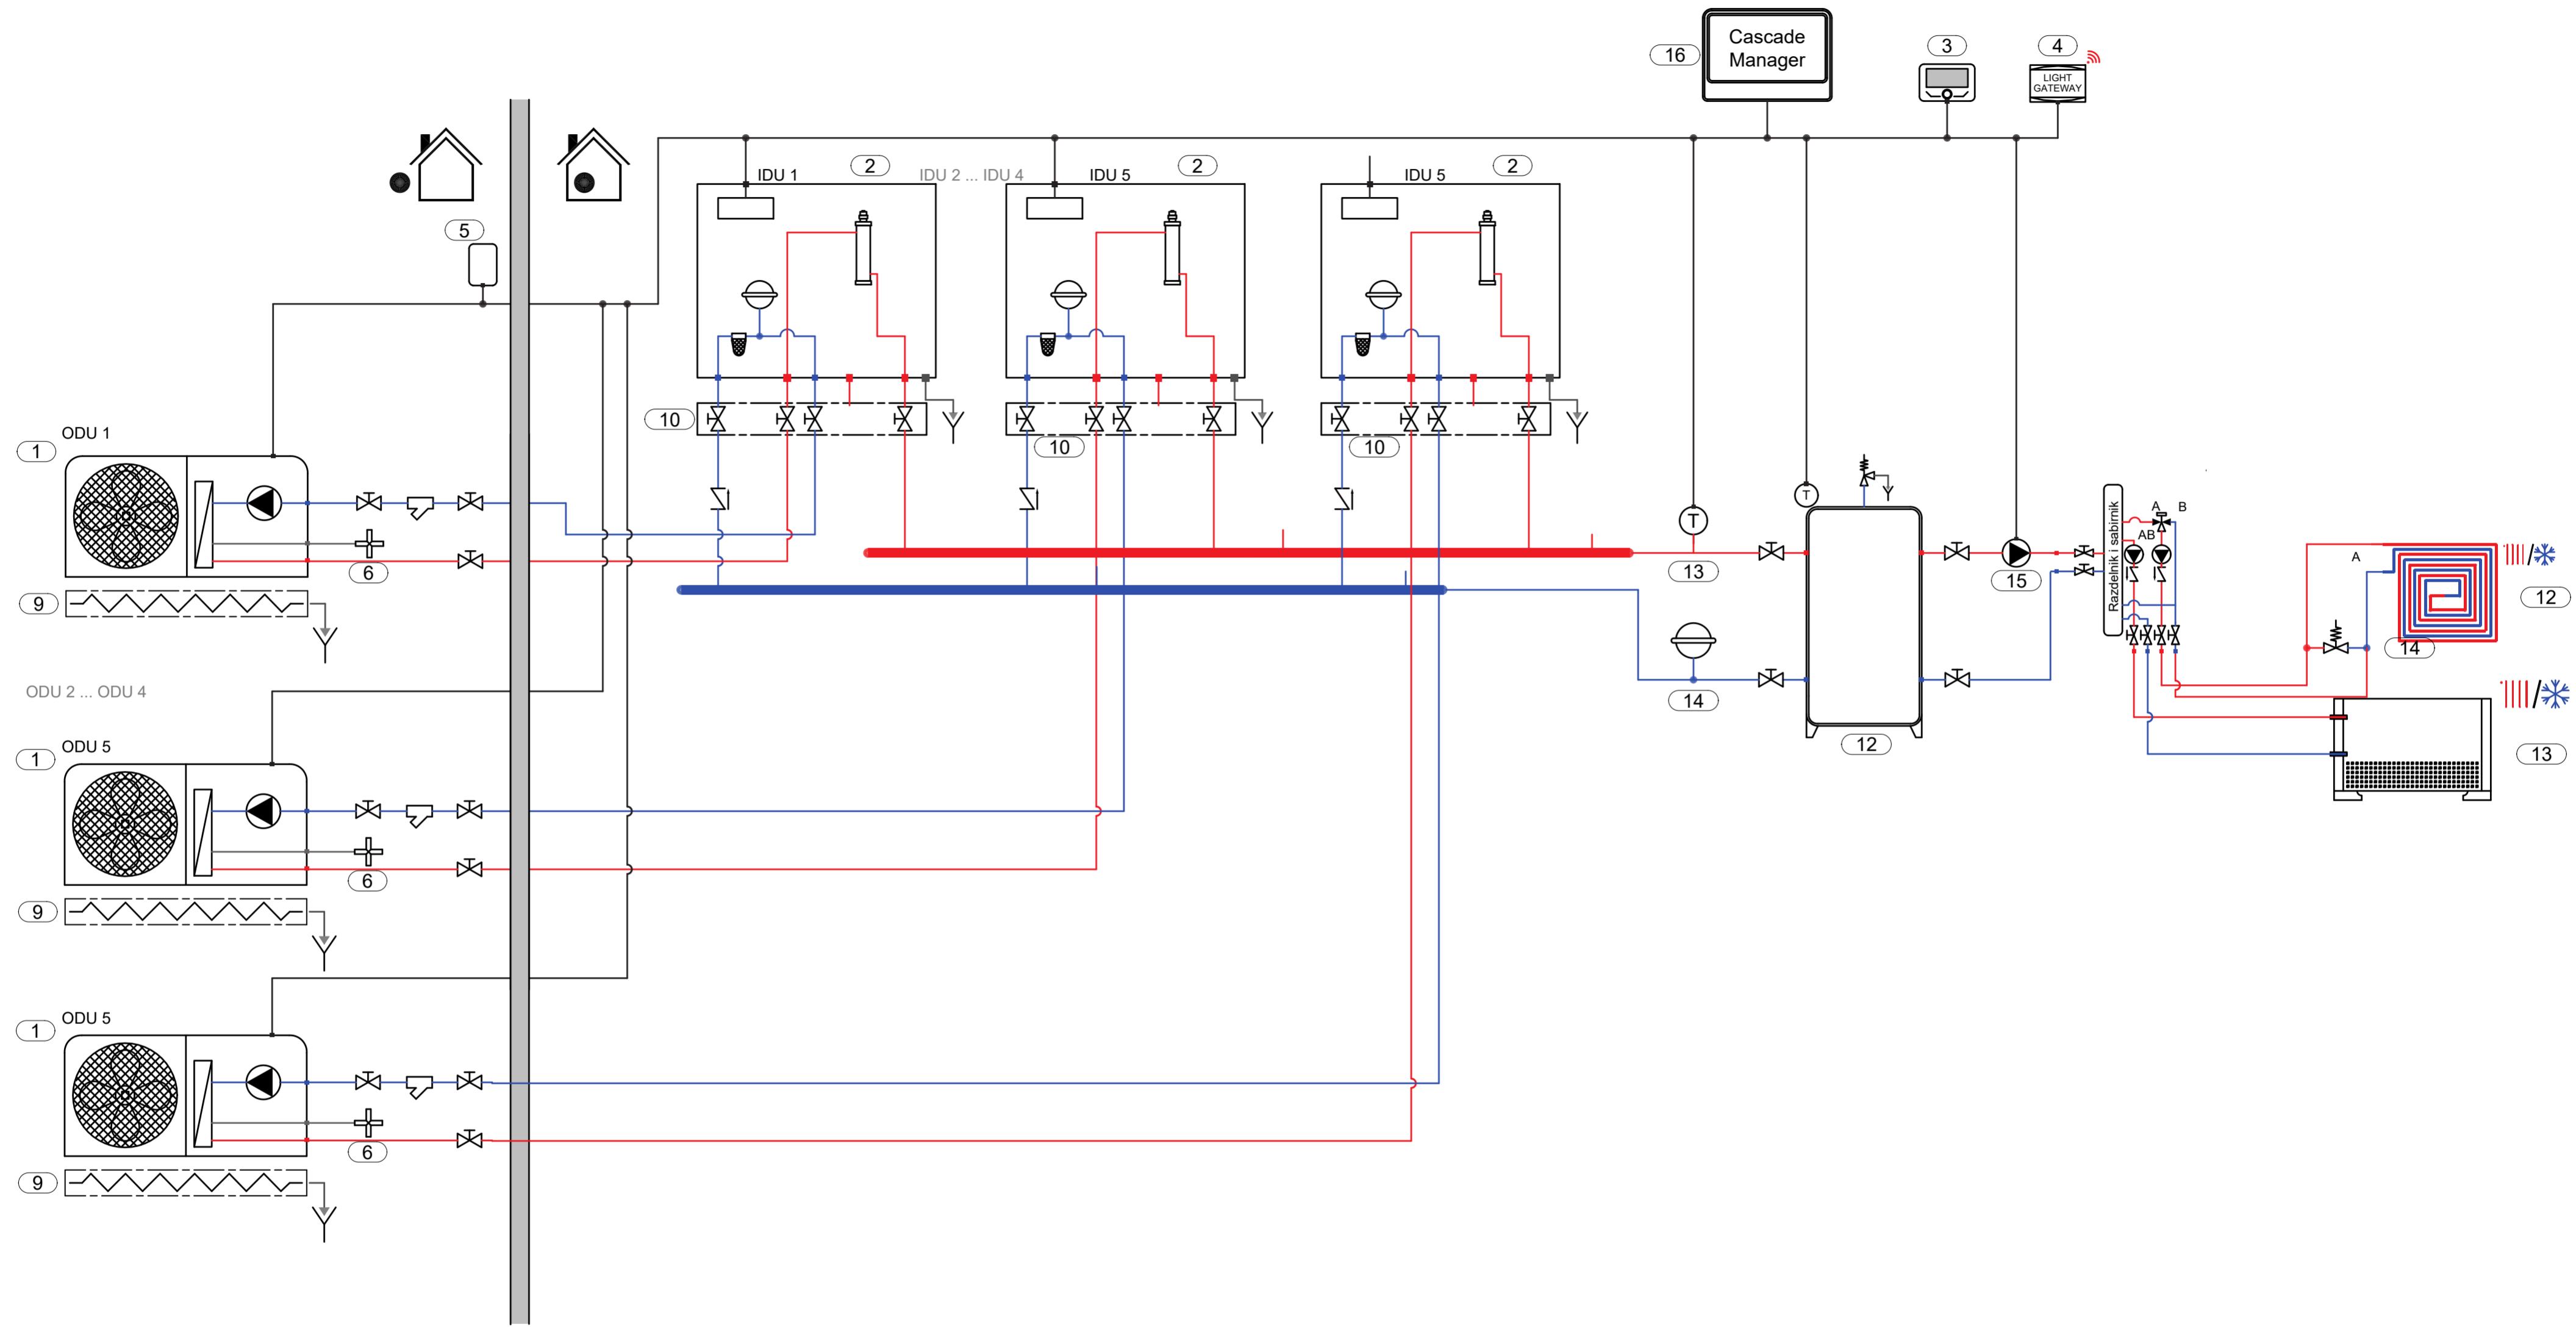 16
Cascade
Manager
3
4
LIGHT
GATEWAY
IDU 1
2
IDU 2 ... IDU 4
IDU 5
2
IDU 5
2
5
10
10
10
ODU 1
1
6
9
T
T
13
14
12
15
Razdelnik i sabirnik
A
B
AB
A
12
14
13
ODU 2 ... ODU 4
ODU 5
1
6
9
ODU 5
1
6
9